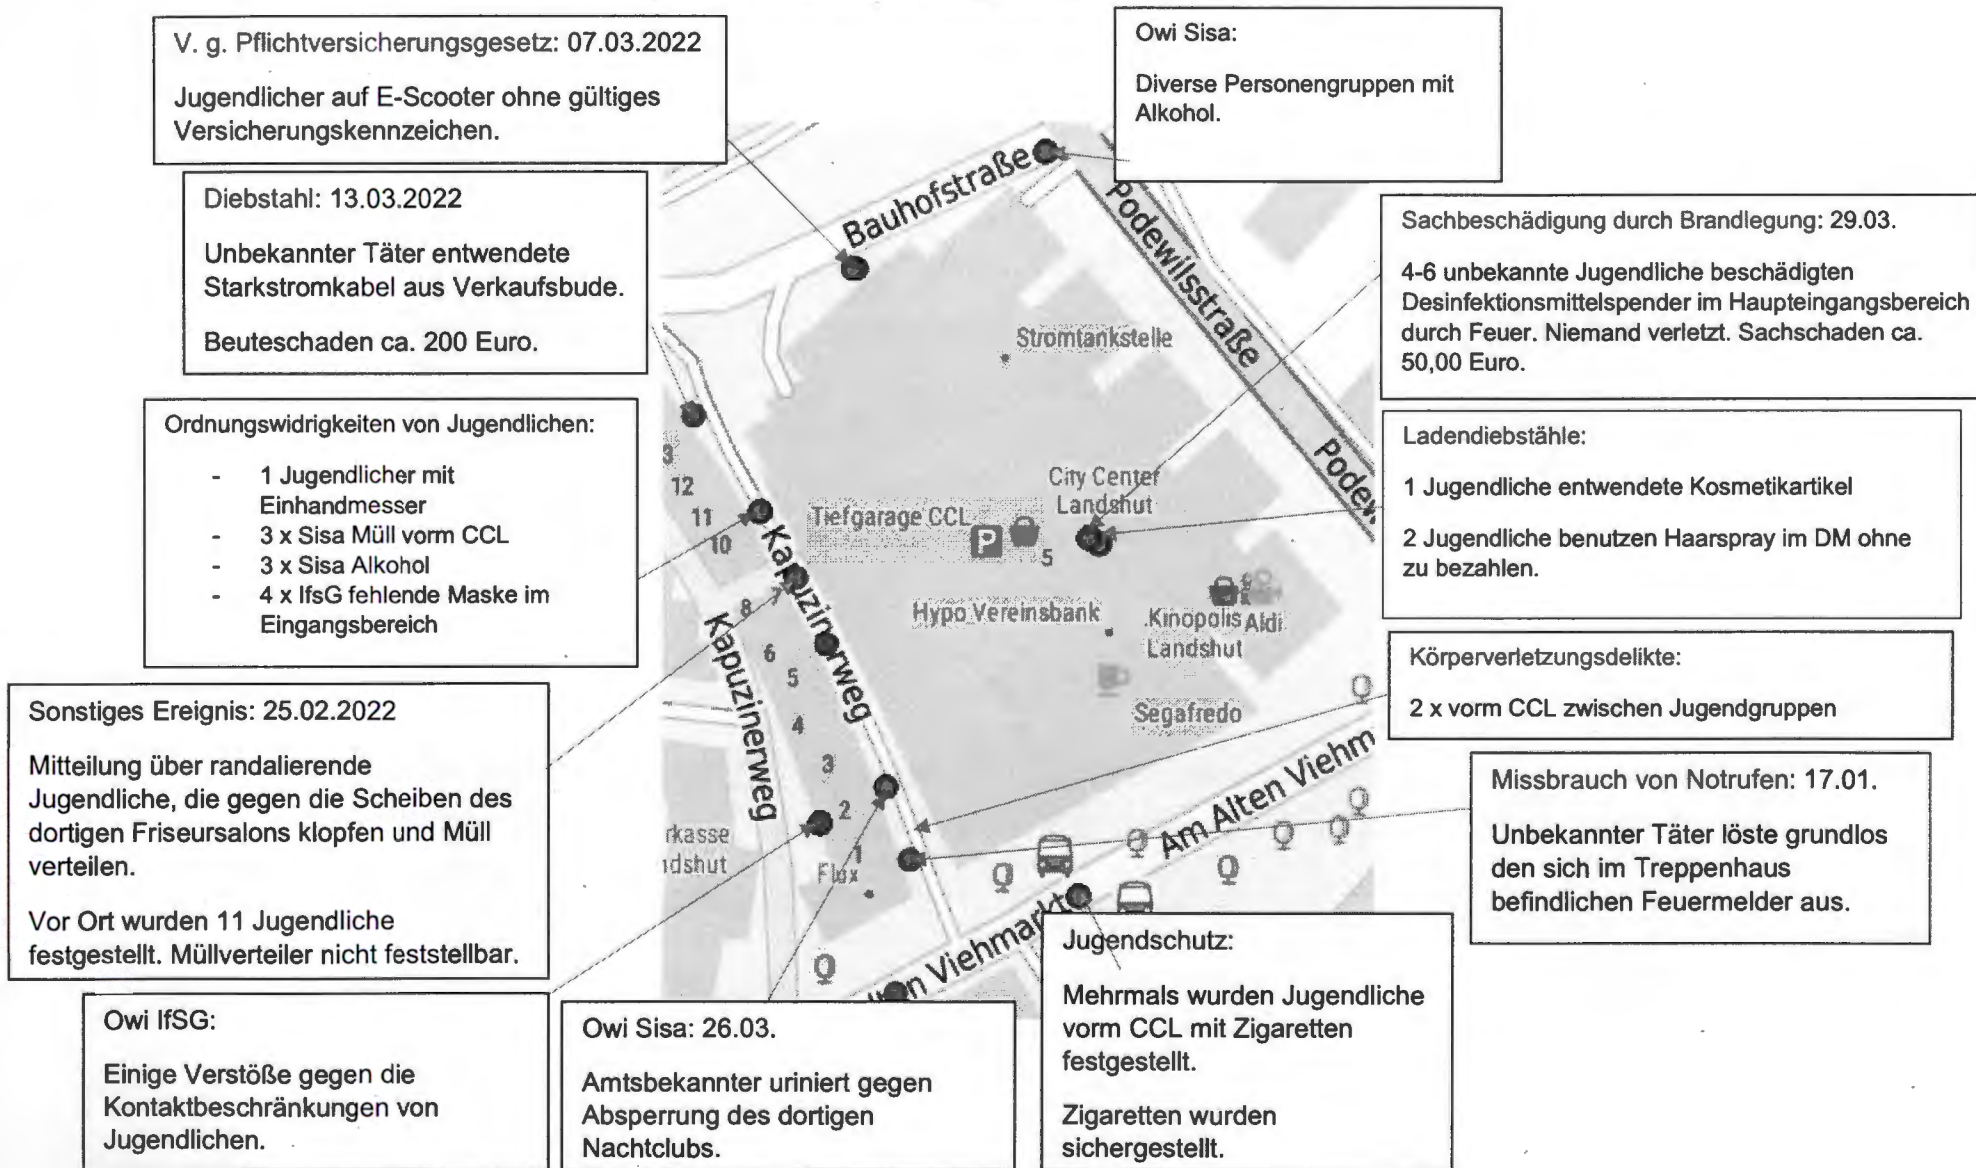 V. g. Pflichtversicherungsgesetz: 07.03.2022
Jugendlicher auf E-Scooter ohne gültiges
Versicherungskennzeichen.
Owi Sisa:
Diverse Personengruppen mit
Alkohol.
Diebstahl: 13.03.2022
Unbekannter Täter entwendete
Starkstromkabel aus Verkaufsbude.
Beuteschaden ca. 200 Euro.
Sachbeschädigung durch Brandlegung: 29.03.
4-6 unbekannte Jugendliche beschädigten
Desinfektionsmittelspender im Haupteingangsbereich
durch Feuer. Niemand verletzt. Sachschaden ca.
50,00 Euro.
Ordnungswidrigkeiten von Jugendlichen:
- 1 Jugendlicher mit
Einhandmesser
- 3 x Sisa Müll vorm CCL
- 3 x Sisa Alkohol
- 4 x IfsG fehlende Maske im
Eingangsbereich
Ladendiebstähle:
1 Jugendliche entwendete Kosmetikartikel
2 Jugendliche benutzen Haarspray im DM ohne
zu bezahlen.
Körperverletzungsdelikte:
2 x vorm CCL zwischen Jugendgruppen
Sonstiges Ereignis: 25.02.2022
Mitteilung über randalierende
Jugendliche, die gegen die Scheiben des
dortigen Friseursalons klopfen und Müll
verteilen.
Vor Ort wurden 11 Jugendliche
festgestellt. Müllverteiler nicht feststellbar.
Missbrauch von Notrufen: 17.01.
Unbekannter Täter löste grundlos
den sich im Treppenhaus
befindlichen Feuermelder aus.
Owi IfSG:
Einige Verstöße gegen die
Kontaktbeschränkungen von
Jugendlichen.
Owi Sisa: 26.03.
Amtsbekannter uriniert gegen
Absperrung des dortigen
Nachtclubs.
Jugendschutz:
Mehrmals wurden Jugendliche
vorm CCL mit Zigaretten
festgestellt.
Zigaretten wurden
sichergestellt.
Bauhofstraße
Podewilsstraße
Podew
Stromtankstelle
City Center
Landshut
Tiefgarage CCL
P
5
Hypo Vereinsbank
Kinopolis
Landshut
Aldi
Segafredo
Kapuzinerweg
Kapuzinerweg
3
12
11
10
8
6
5
4
3
2
1
rkasse
ndshut
Flax
Am Alten Viehm
lten Viehmarkt